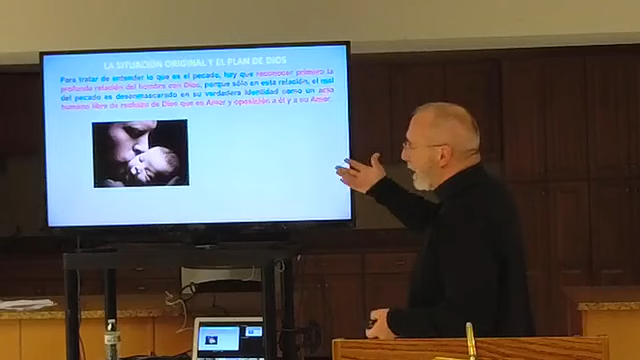 LA SITUACIÓN ORIGINAL Y EL PLAN DE DIOS
Para tratar de entender lo que es el pecado, hay que reconocer primero la
profunda relación del hombre con Dios, porque sólo en esta relación, el mal
del pecado es desenmascarado en su verdadera identidad como un acto
humano libre de rechazo de Dios que es Amor y oposición a él y a su Amor.